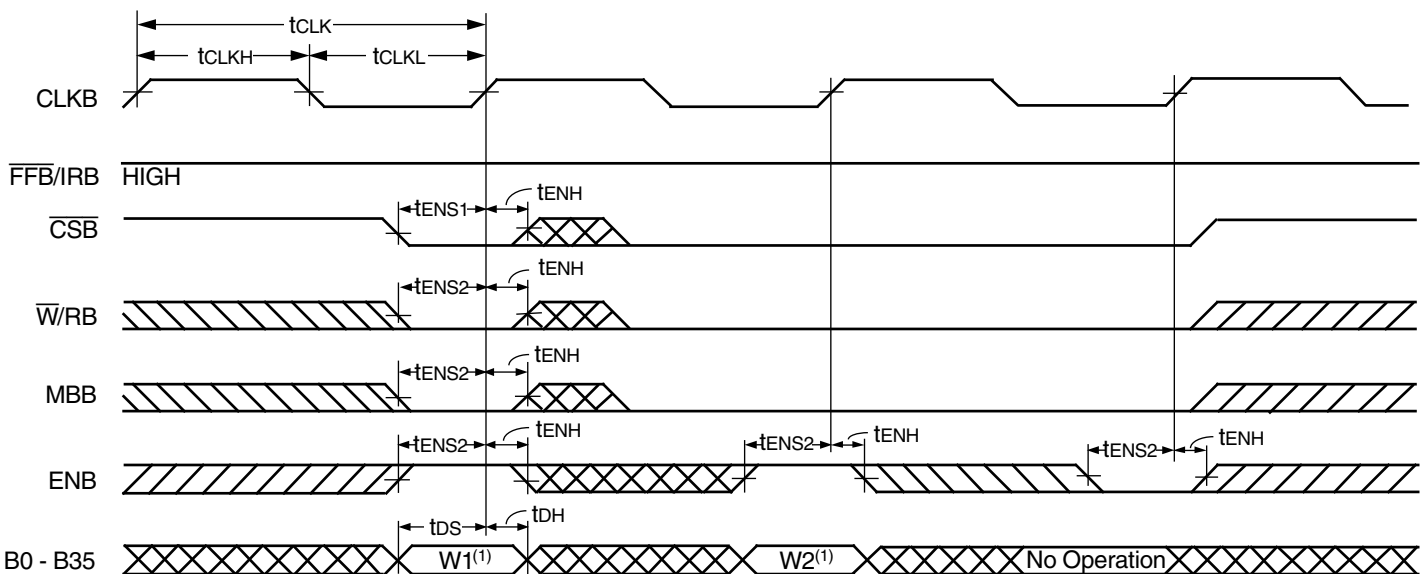 tCLK
tCLKH tCLKL
CLKB
FFB/IRB HIGH
tENS1 tENH
CSB
tENS2 tENH
W/RB
tENS2 tENH
MBB
tENS2 tENH tENS2 tENH tENS2 tENH
ENB
tDS tDH
B0 - B35 W1(1) W2(1) No Operation